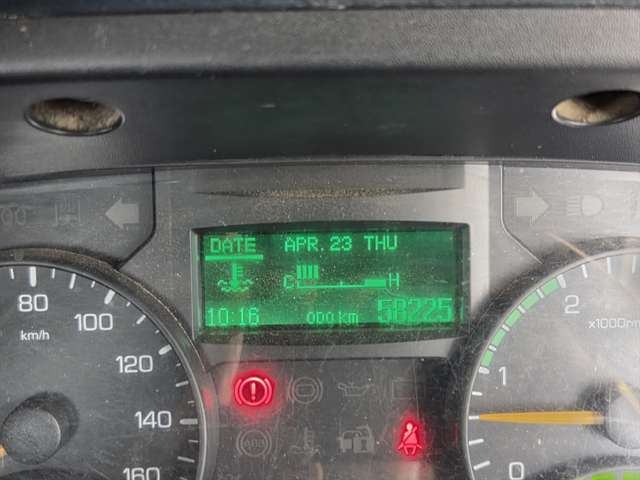 DATE APR. 23 THU
C H
10:16 ODO km 58225
80
100
120
140
160
km/h
2
x1000r
1
0
ABS